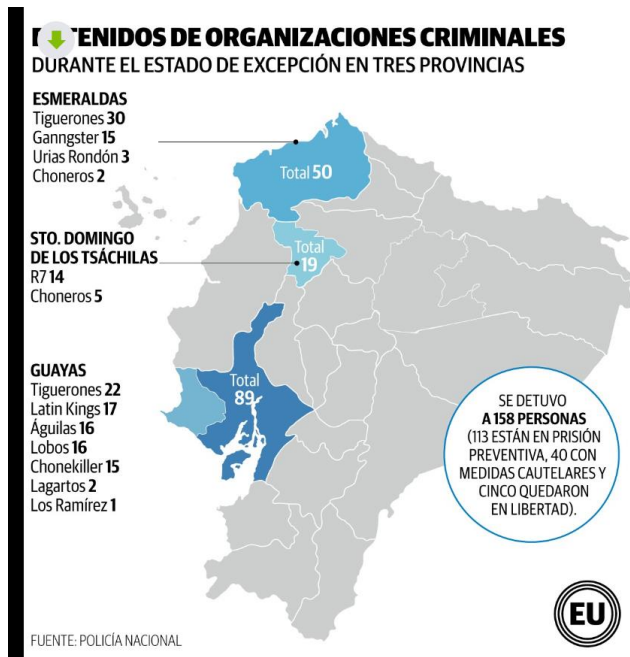 DETENIDOS DE ORGANIZACIONES CRIMINALES
DURANTE EL ESTADO DE EXCEPCIÓN EN TRES PROVINCIAS
ESMERALDAS
Tiguerones 30
Ganngster 15
Urias Rondón 3
Choneros 2
Total 50
STO. DOMINGO
DE LOS TSÁCHILAS
R7 14
Choneros 5
Total
19
GUAYAS
Tiguerones 22
Latin Kings 17
Águilas 16
Lobos 16
Chonekiller 15
Lagartos 2
Los Ramírez 1
Total
89
SE DETUVO
A 158 PERSONAS
(113 ESTÁN EN PRISIÓN
PREVENTIVA, 40 CON
MEDIDAS CAUTELARES Y
CINCO QUEDARON
EN LIBERTAD).
FUENTE: POLICÍA NACIONAL
EU